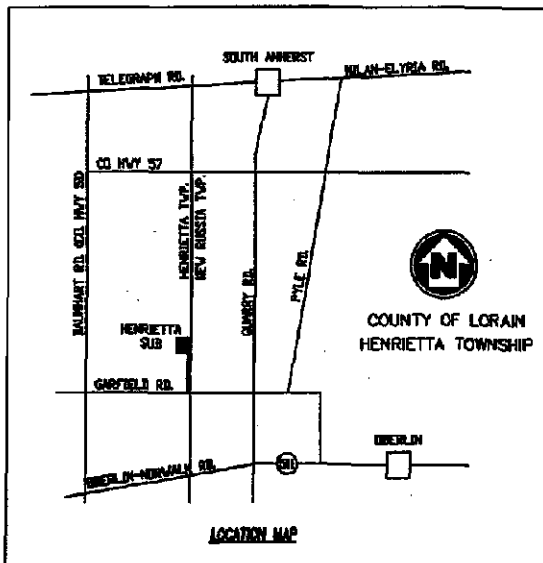 SOUTH AMHERST
TELEGRAPH RD.
MILAN-ELYRIA RD.
CO HWY 57
BAUMHART RD. (CO. HWY 51)
HENRIETTA TWP.
NEW RUSSIA TWP.
QUARRY RD.
PYLE RD.
N
COUNTY OF LORAIN
HENRIETTA TOWNSHIP
HENRIETTA
SUB
GARFIELD RD.
OBERLIN
511
OBERLIN-NORWALK RD.
LOCATION MAP